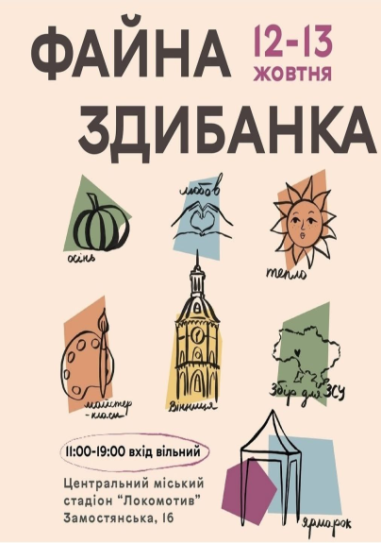 ФАЙНА
12-13
ЖОВТНЯ
ЗДИБАНКА
осінь
любов
тепло
майстер
-класи
Вінниця
Збір для ЗСУ
11:00-19:00 вхід вільний
Центральний міський
стадіон "Локомотив"
Замостянська, 16
ярмарок